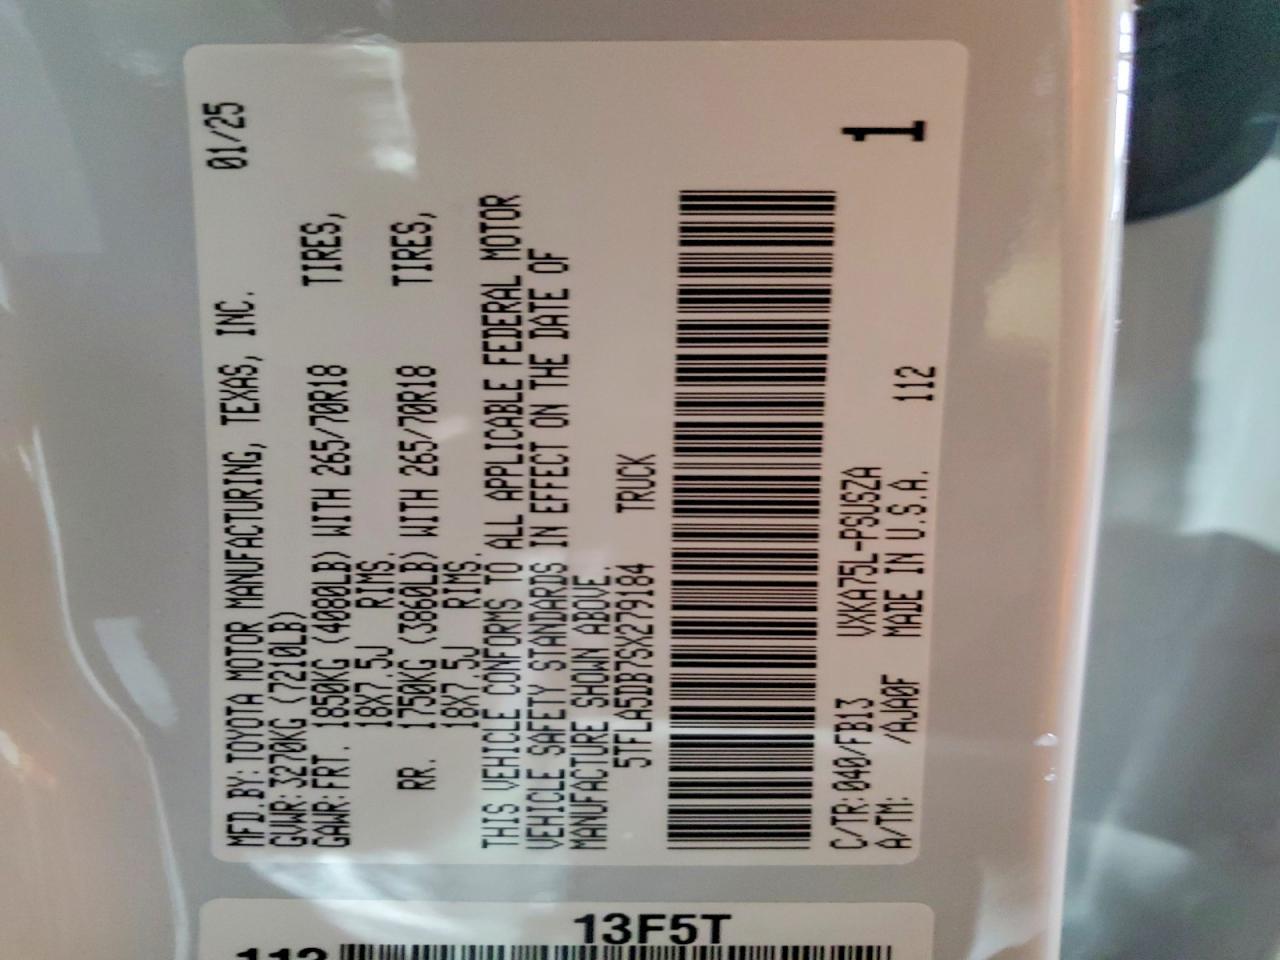 MFD.BY:TOYOTA MOTOR MANUFACTURING, TEXAS, INC. 01/25
GVWR:3270KG (7210LB)
GAWR:FRT. 1850KG (4080LB) WITH 265/70R18 TIRES,
18X7.5J RIMS.
RR. 1750KG (3860LB) WITH 265/70R18 TIRES,
18X7.5J RIMS.
THIS VEHICLE CONFORMS TO ALL APPLICABLE FEDERAL MOTOR
VEHICLE SAFETY STANDARDS IN EFFECT ON THE DATE OF
MANUFACTURE SHOWN ABOVE.
5TFLA5DB7SX279184 TRUCK
1
C/TR:040/FB13 VXKA75L-PSUSZA
A/TM: /AJA0F MADE IN U.S.A. 112
13F5T